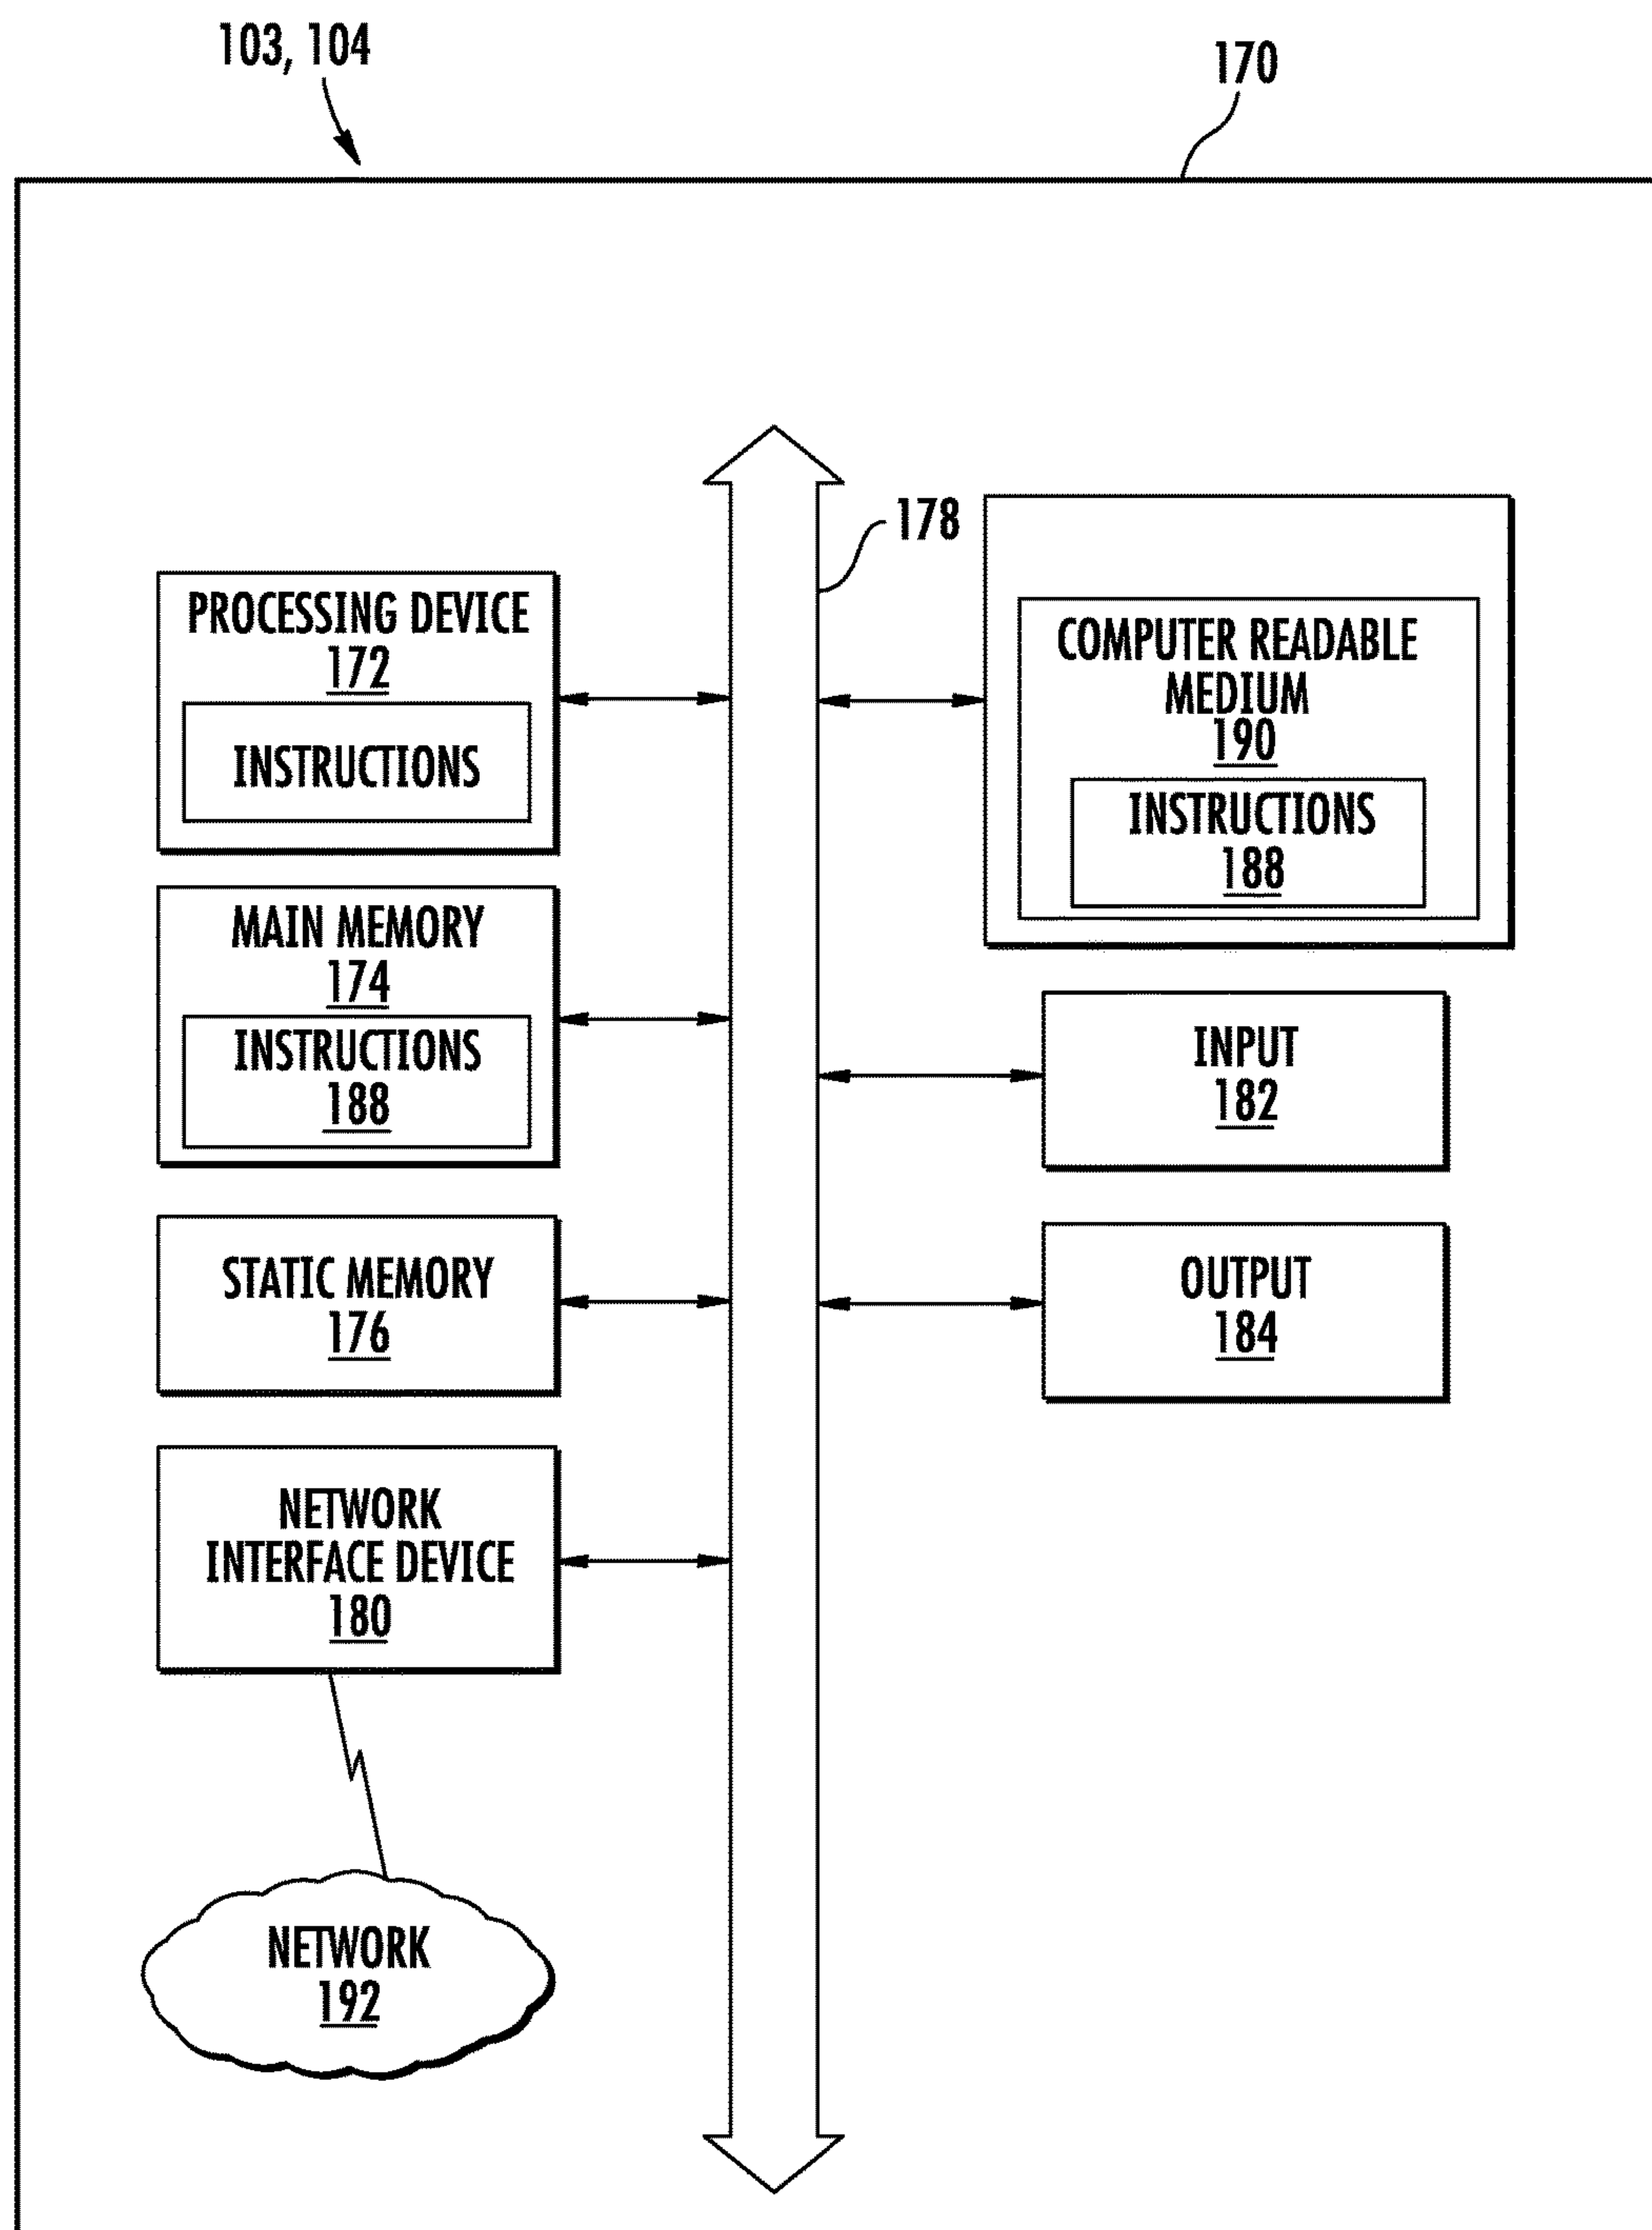 103, 104
170
178
PROCESSING DEVICE
172
INSTRUCTIONS
MAIN MEMORY
174
INSTRUCTIONS
188
STATIC MEMORY
176
NETWORK
INTERFACE DEVICE
180
NETWORK
192
COMPUTER READABLE
MEDIUM
190
INSTRUCTIONS
188
INPUT
182
OUTPUT
184